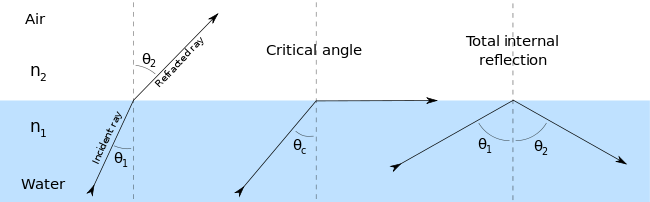 Air
n2
n1
Water
θ2
Refracted ray
Incident ray
θ1
Critical angle
θc
Total internal
reflection
θ1
θ2